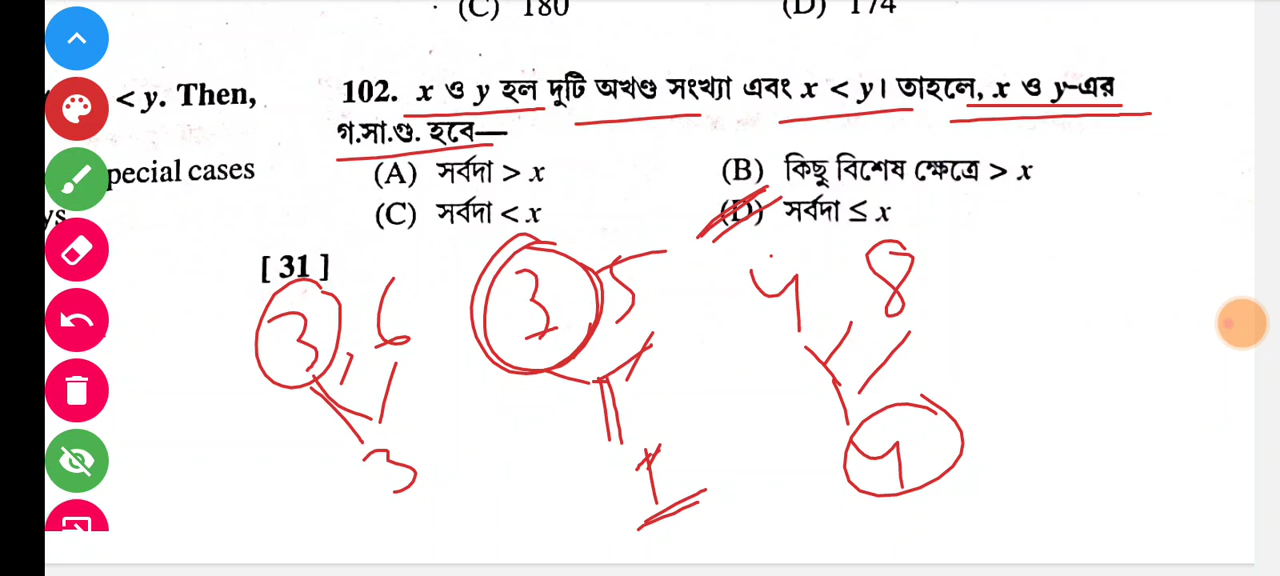 (C) 180 (D) 174
< y. Then,
102. x ও y হল দুটি অখণ্ড সংখ্যা এবং x < y। তাহলে, x ও y-এর
গ.সা.গু. হবে—
pecial cases
(A) সর্বদা > x (B) কিছু বিশেষ ক্ষেত্রে > x
(C) সর্বদা < x (D) সর্বদা ≤ x
[ 31 ]
3, 6 3 5 4 8
3 1 4